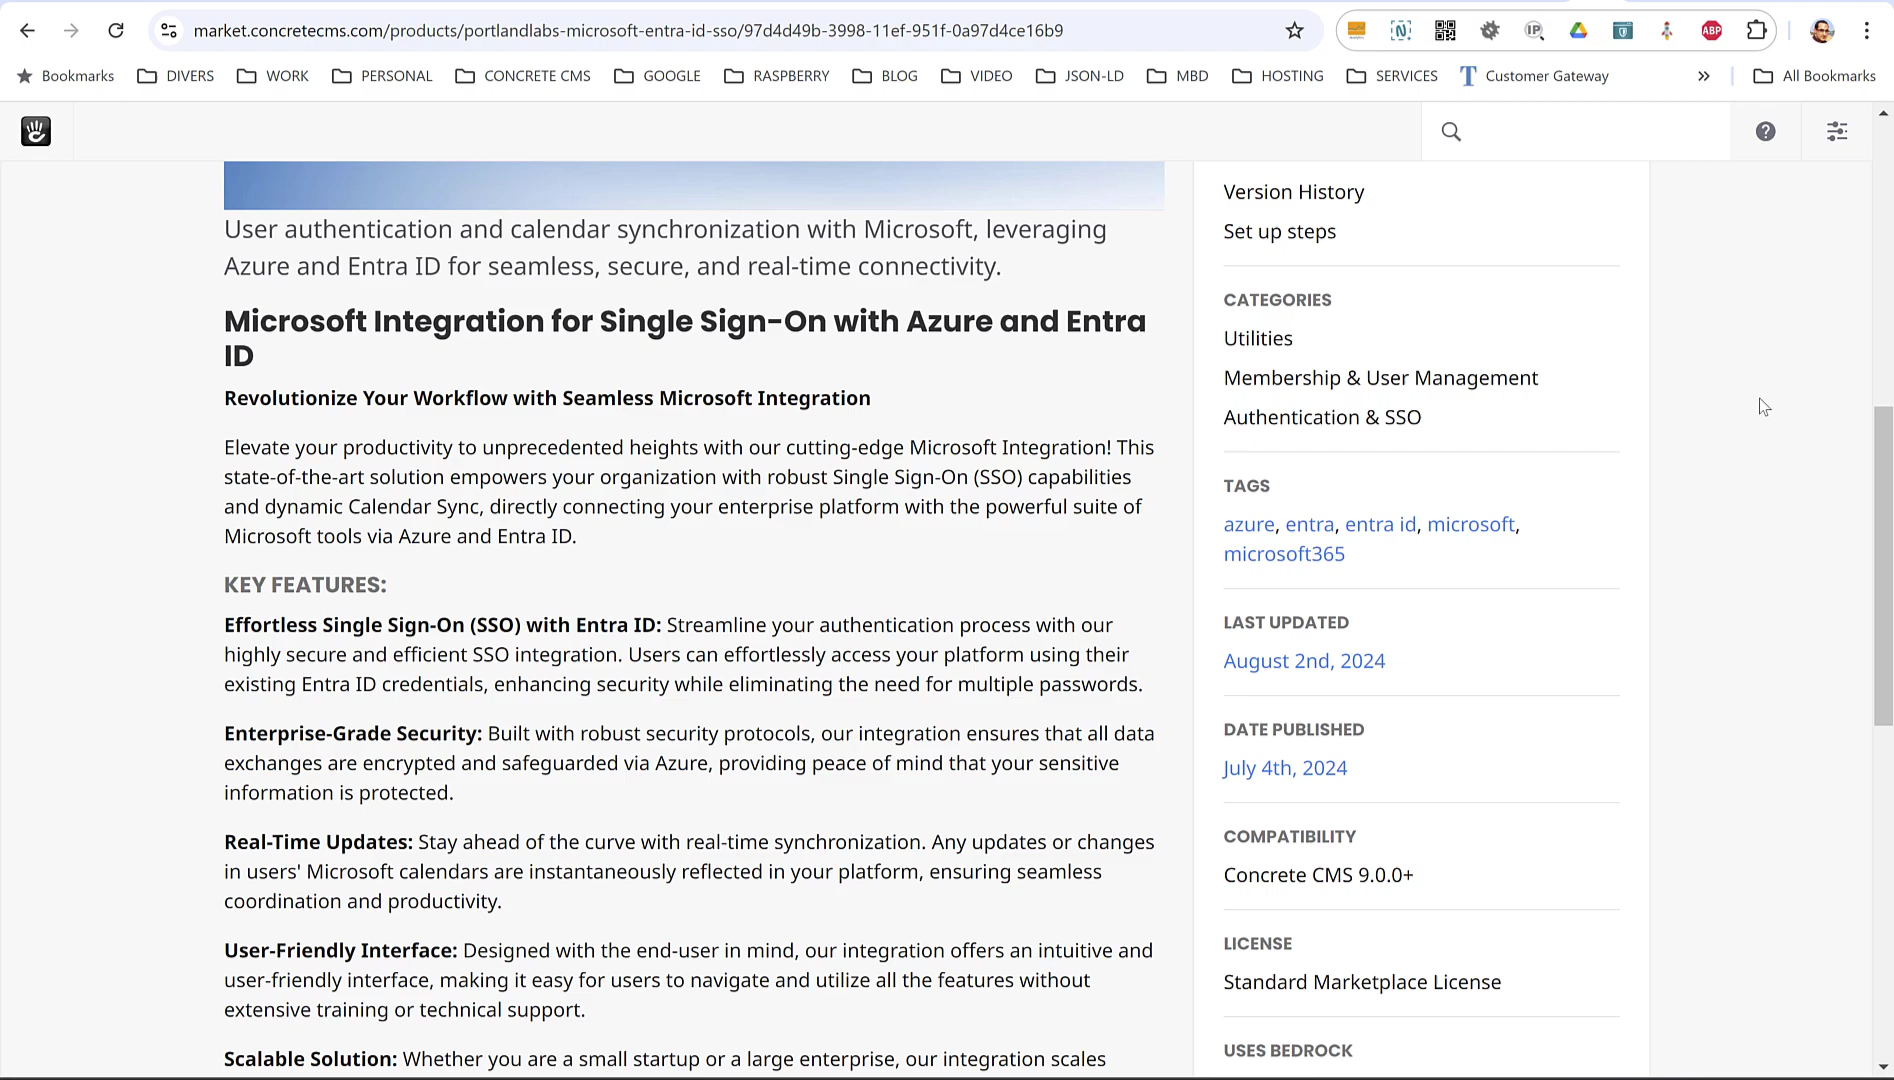 market.concretecms.com/products/portlandlabs-microsoft-entra-id-sso/97d4d49b-3998-11ef-951f-0a97d4ce16b9
IP
ABP
Bookmarks
DIVERS
WORK
PERSONAL
CONCRETE CMS
GOOGLE
RASPBERRY
BLOG
VIDEO
JSON-LD
MBD
HOSTING
SERVICES
T Customer Gateway
»
All Bookmarks
User authentication and calendar synchronization with Microsoft, leveraging
Azure and Entra ID for seamless, secure, and real-time connectivity.
Microsoft Integration for Single Sign-On with Azure and Entra
ID
Revolutionize Your Workflow with Seamless Microsoft Integration
Elevate your productivity to unprecedented heights with our cutting-edge Microsoft Integration! This
state-of-the-art solution empowers your organization with robust Single Sign-On (SSO) capabilities
and dynamic Calendar Sync, directly connecting your enterprise platform with the powerful suite of
Microsoft tools via Azure and Entra ID.
KEY FEATURES:
Effortless Single Sign-On (SSO) with Entra ID: Streamline your authentication process with our
highly secure and efficient SSO integration. Users can effortlessly access your platform using their
existing Entra ID credentials, enhancing security while eliminating the need for multiple passwords.
Enterprise-Grade Security: Built with robust security protocols, our integration ensures that all data
exchanges are encrypted and safeguarded via Azure, providing peace of mind that your sensitive
information is protected.
Real-Time Updates: Stay ahead of the curve with real-time synchronization. Any updates or changes
in users' Microsoft calendars are instantaneously reflected in your platform, ensuring seamless
coordination and productivity.
User-Friendly Interface: Designed with the end-user in mind, our integration offers an intuitive and
user-friendly interface, making it easy for users to navigate and utilize all the features without
extensive training or technical support.
Scalable Solution: Whether you are a small startup or a large enterprise, our integration scales
Version History
Set up steps
CATEGORIES
Utilities
Membership & User Management
Authentication & SSO
TAGS
azure, entra, entra id, microsoft,
microsoft365
LAST UPDATED
August 2nd, 2024
DATE PUBLISHED
July 4th, 2024
COMPATIBILITY
Concrete CMS 9.0.0+
LICENSE
Standard Marketplace License
USES BEDROCK